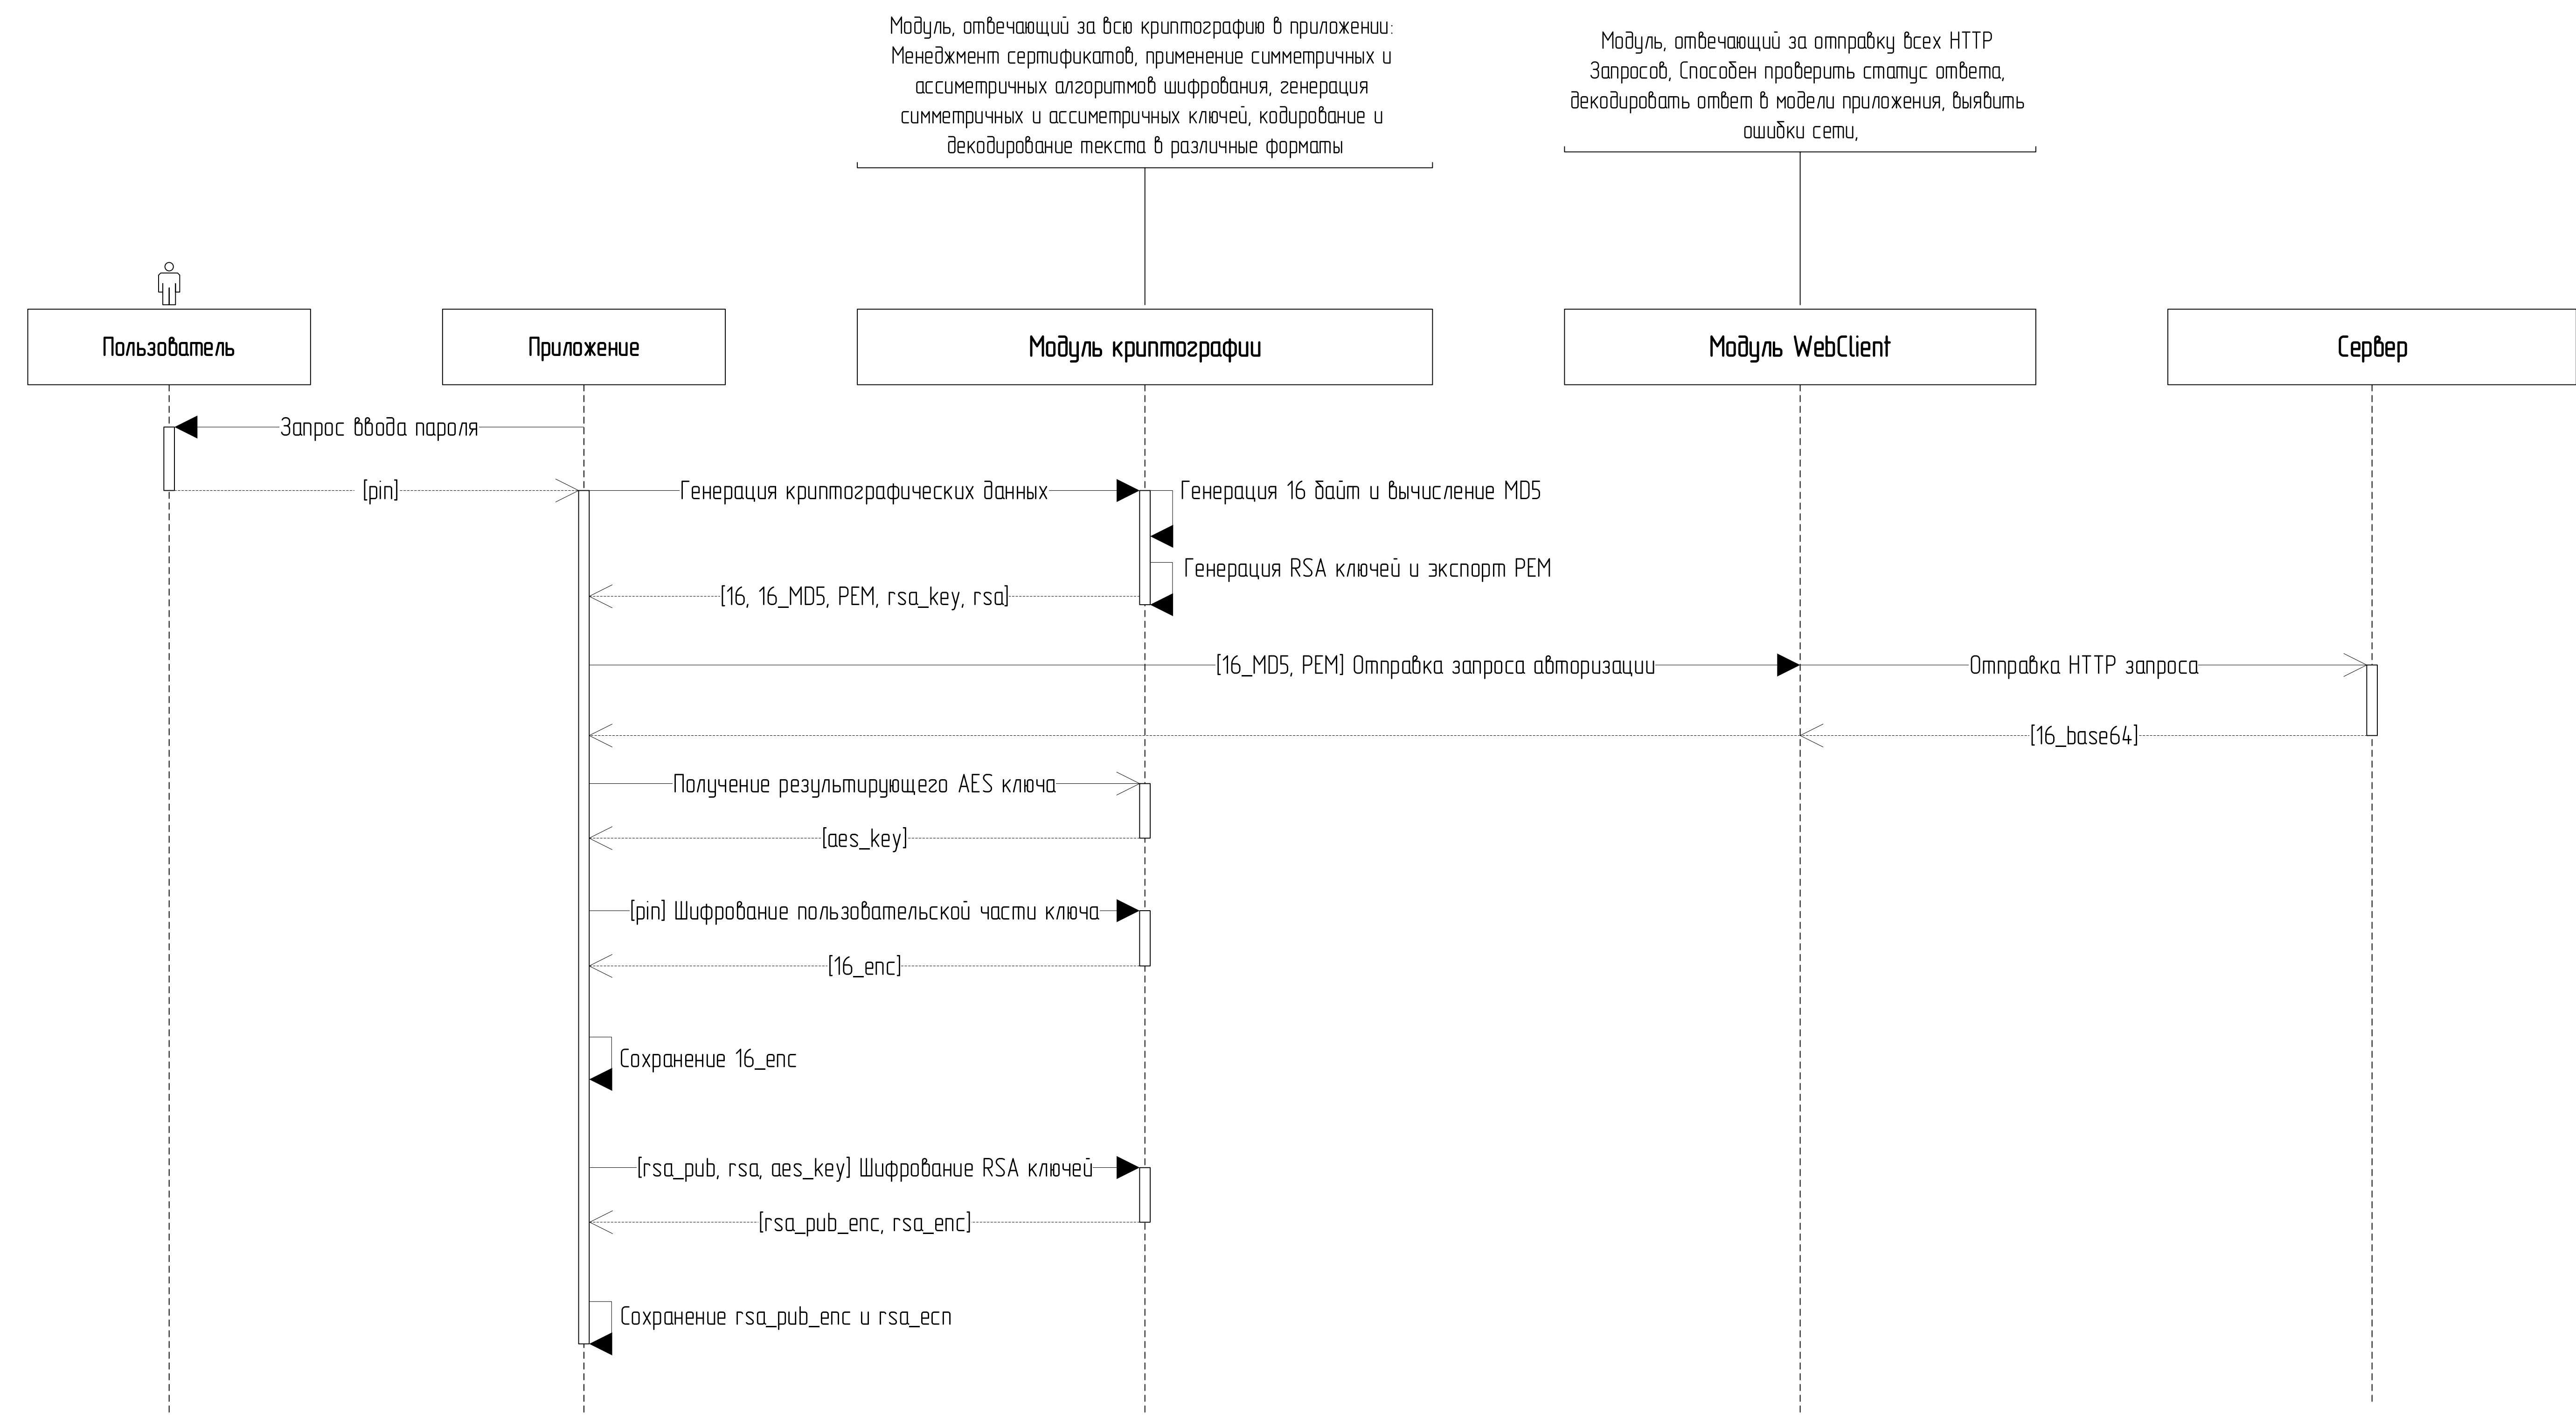 Модуль, отвечающий за всю криптографию в приложении:
Менеджмент сертификатов, применение симметричных и
ассиметричных алгоритмов шифрования, генерация
симметричных и ассиметричных ключей, кодирование и
декодирование текста в различные форматы
Модуль, отвечающий за отправку всех HTTP
Запросов, Способен проверить статус ответа,
декодировать ответ в модели приложения, выявить
ошибки сети,
Пользователь
Приложение
Модуль криптографии
Модуль WebClient
Сервер
Запрос ввода пароля
[pin]
Генерация криптографических данных
Генерация 16 байт и вычисление MD5
Генерация RSA ключей и экспорт PEM
[16, 16_MD5, PEM, rsa_key, rsa]
[16_MD5, PEM] Отправка запроса авторизации
Отправка HTTP запроса
[16_base64]
Получение результирующего AES ключа
[aes_key]
[pin] Шифрование пользовательской части ключа
[16_enc]
Сохранение 16_enc
[rsa_pub, rsa, aes_key] Шифрование RSA ключей
[rsa_pub_enc, rsa_enc]
Сохранение rsa_pub_enc и rsa_ecn